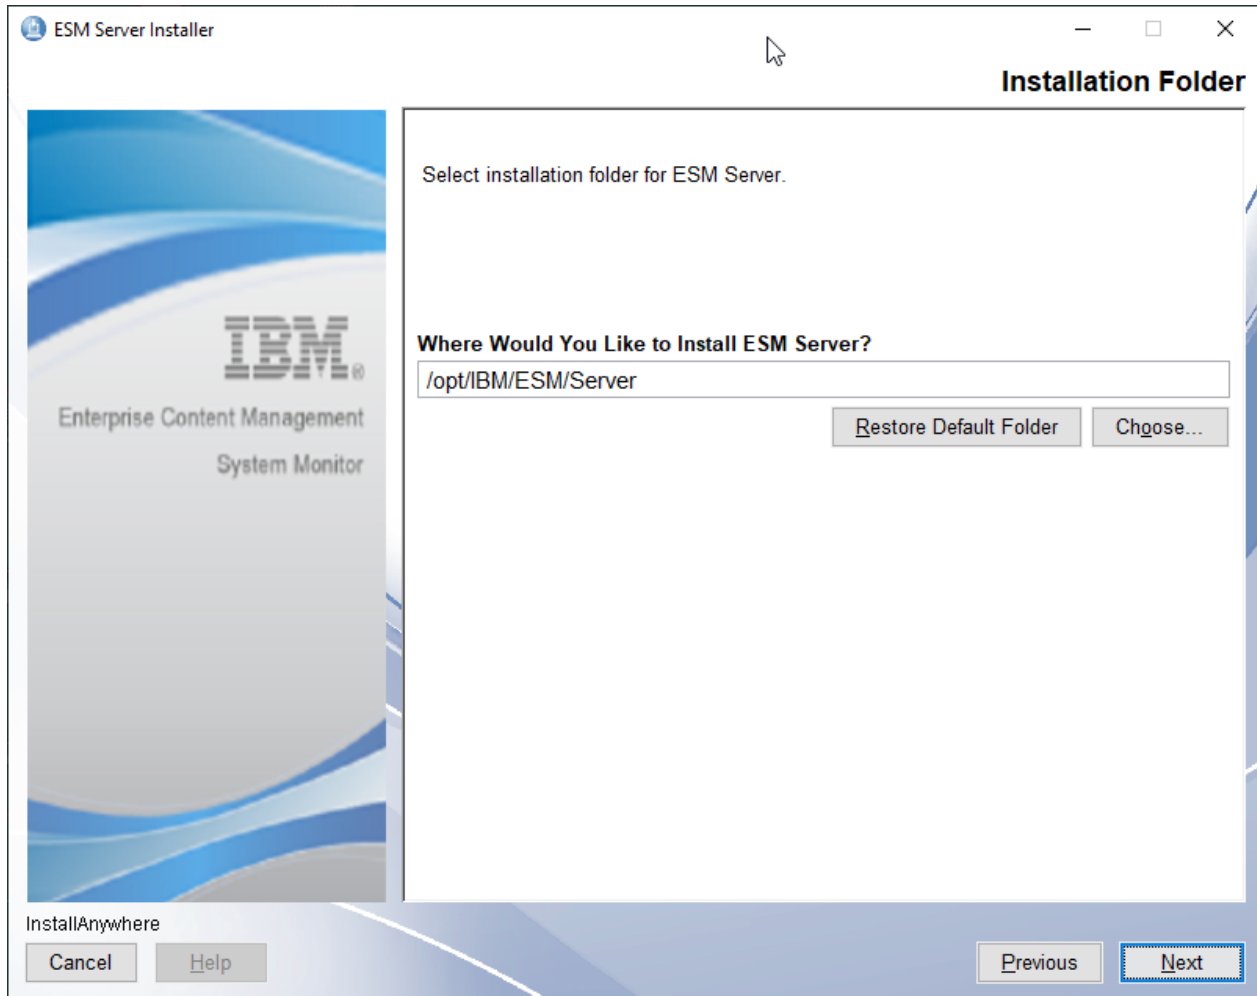 ESM Server Installer
Installation Folder
Select installation folder for ESM Server.
IBM®
Enterprise Content Management
System Monitor
Where Would You Like to Install ESM Server?
/opt/IBM/ESM/Server
Restore Default Folder
Choose...
InstallAnywhere
Cancel
Help
Previous
Next